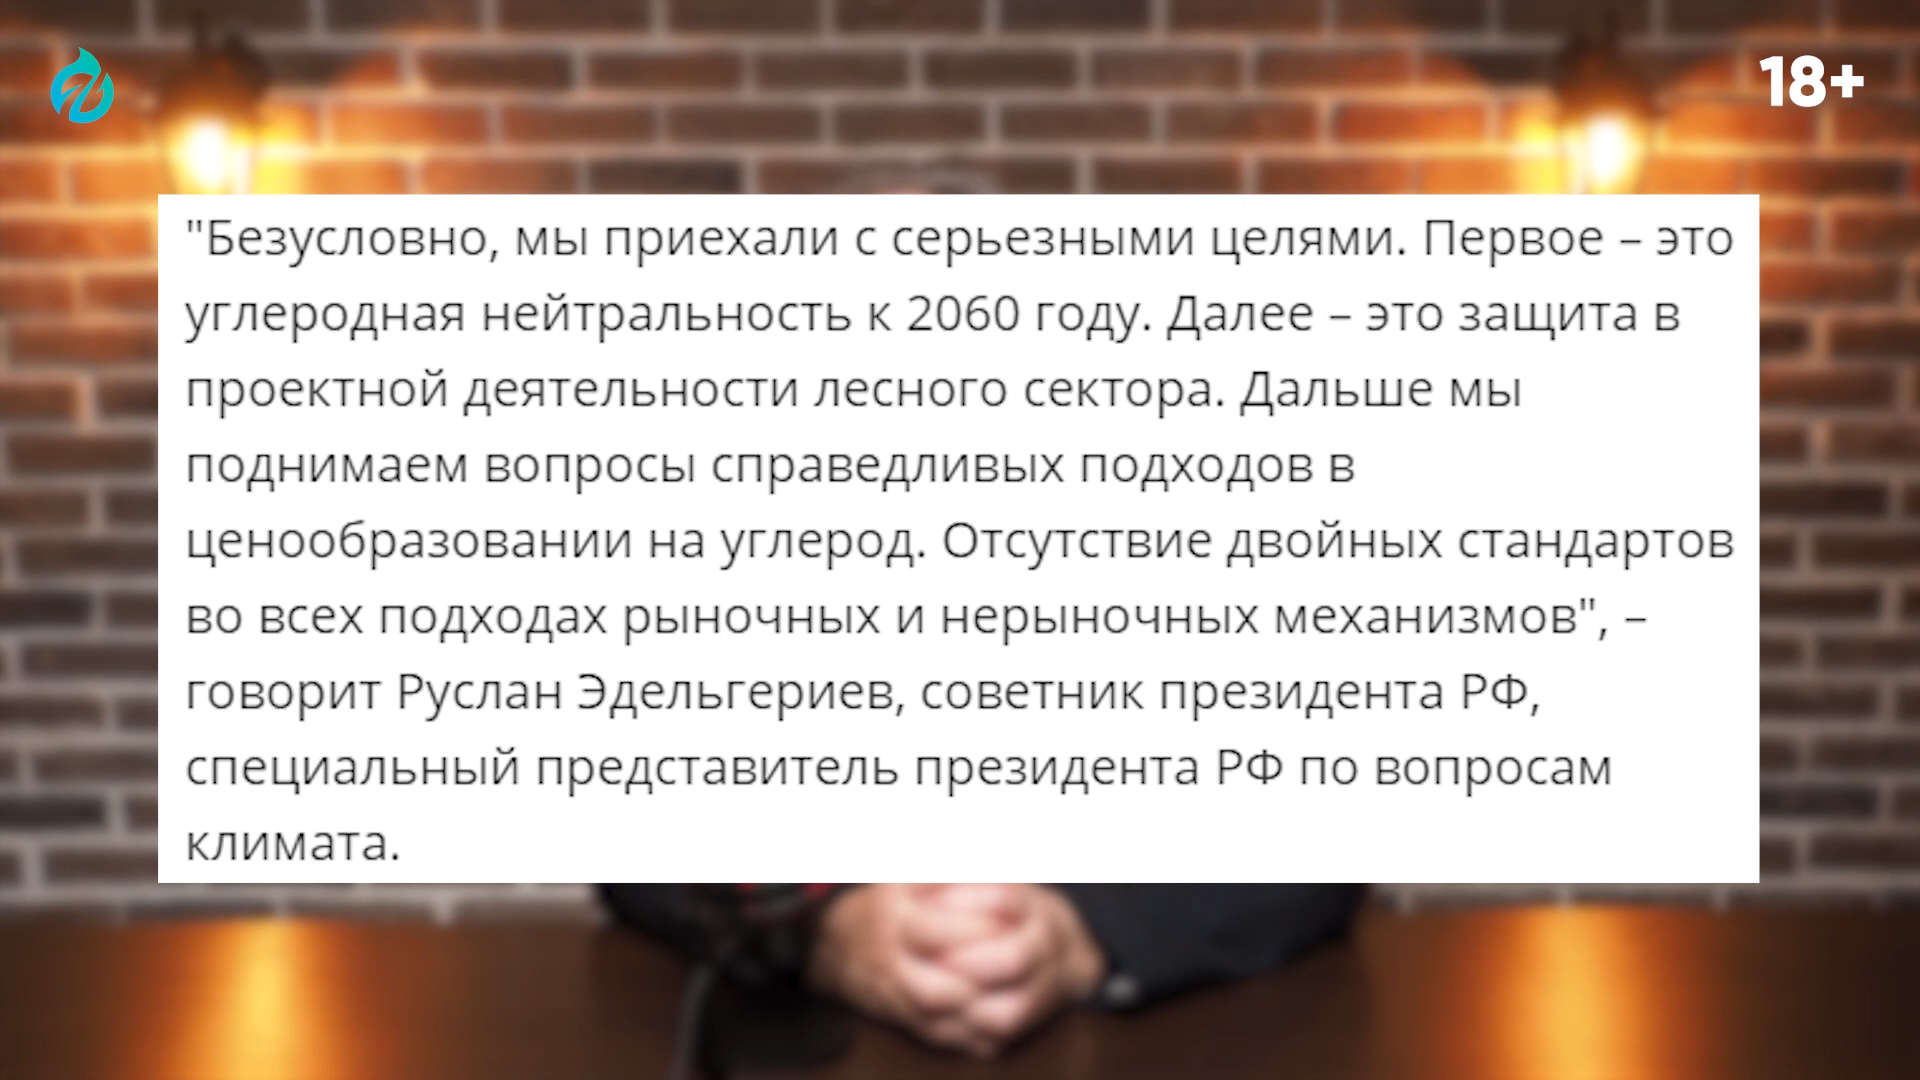 18+
"Безусловно, мы приехали с серьезными целями. Первое – это
углеродная нейтральность к 2060 году. Далее – это защита в
проектной деятельности лесного сектора. Дальше мы
поднимаем вопросы справедливых подходов в
ценообразовании на углерод. Отсутствие двойных стандартов
во всех подходах рыночных и нерыночных механизмов", –
говорит Руслан Эдельгериев, советник президента РФ,
специальный представитель президента РФ по вопросам
климата.